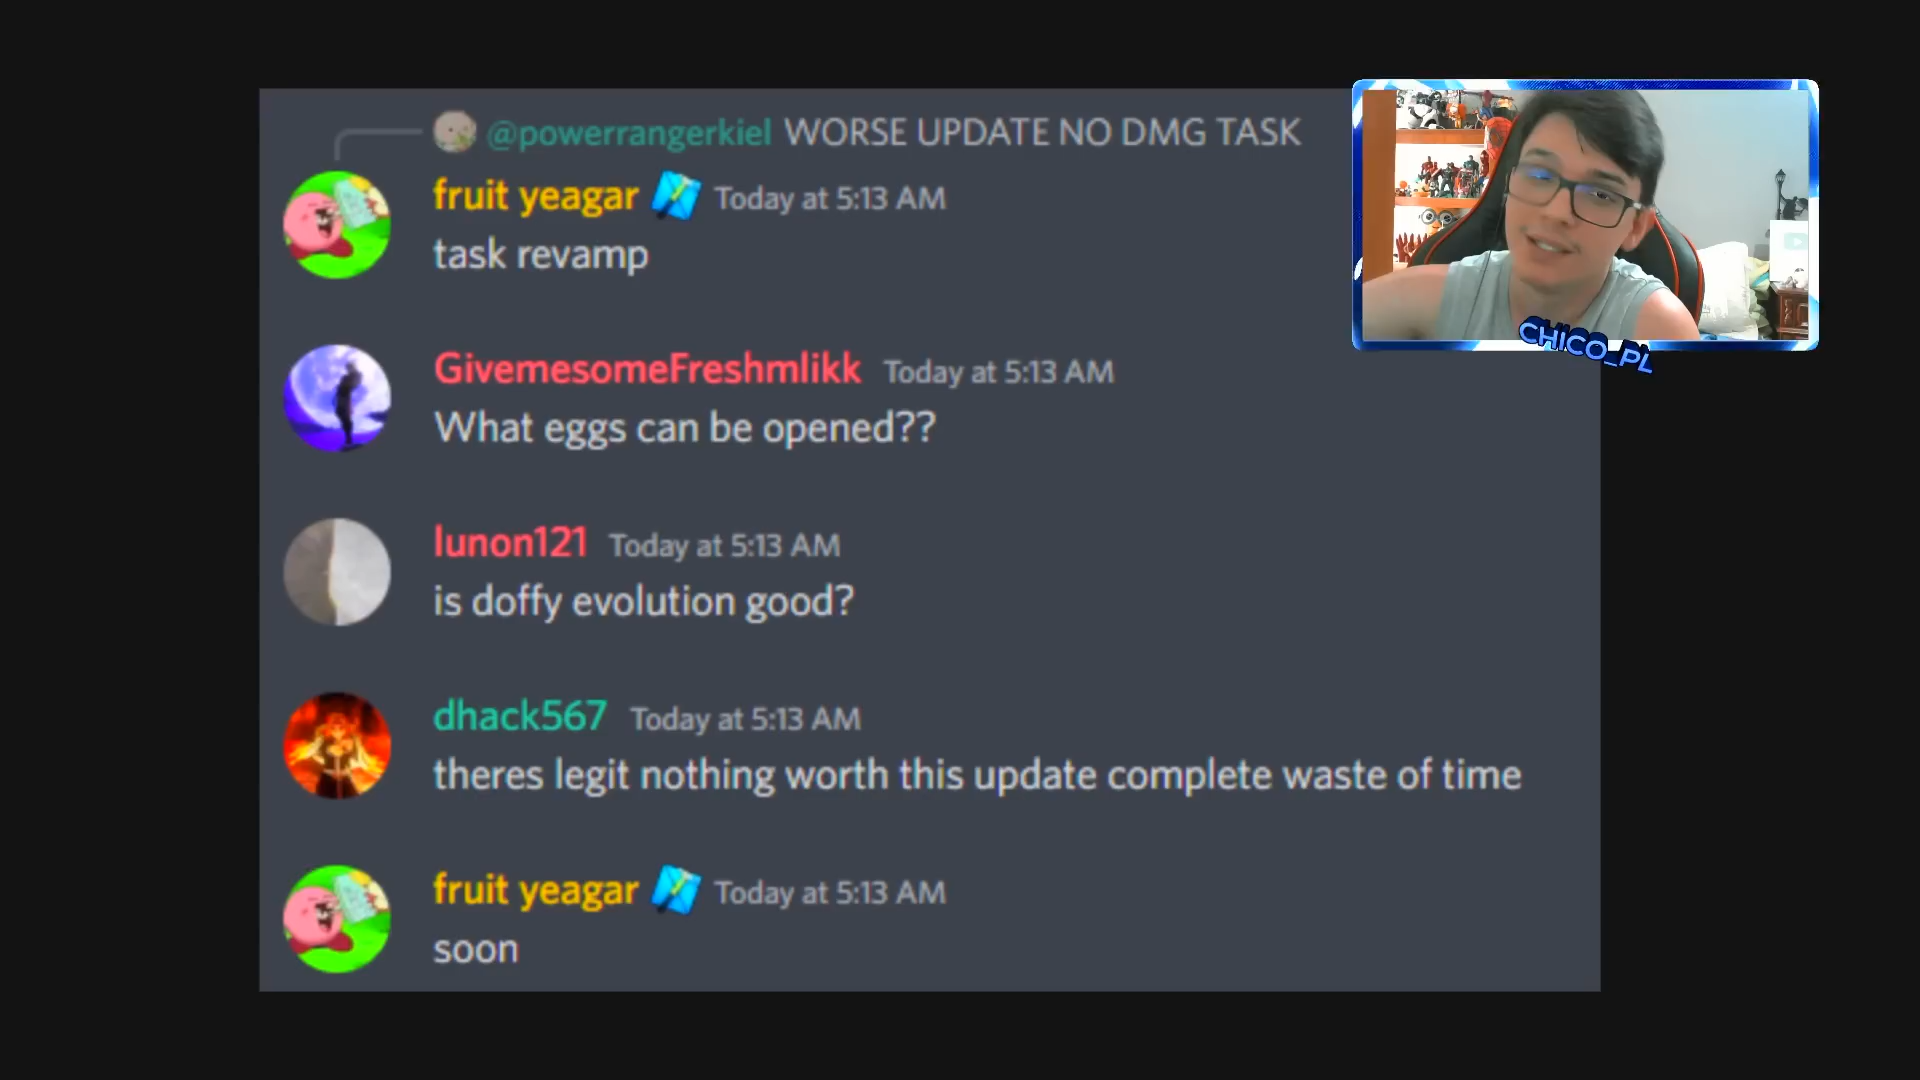 @powerrangerkiel WORSE UPDATE NO DMG TASK
fruit yeagar Today at 5:13 AM
task revamp
GivemesomeFreshmlikk Today at 5:13 AM
What eggs can be opened??
lunon121 Today at 5:13 AM
is doffy evolution good?
dhack567 Today at 5:13 AM
theres legit nothing worth this update complete waste of time
fruit yeagar Today at 5:13 AM
soon
CHICO_PL